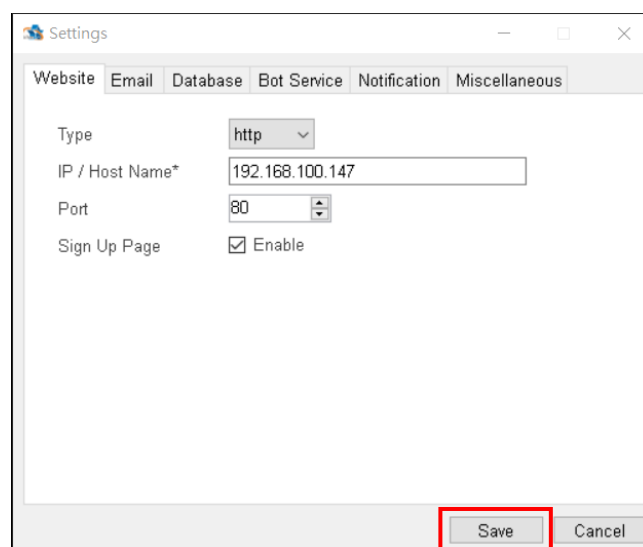 Settings
Website Email Database Bot Service Notification Miscellaneous
Type http
IP / Host Name* 192.168.100.147
Port 80
Sign Up Page Enable
Save Cancel